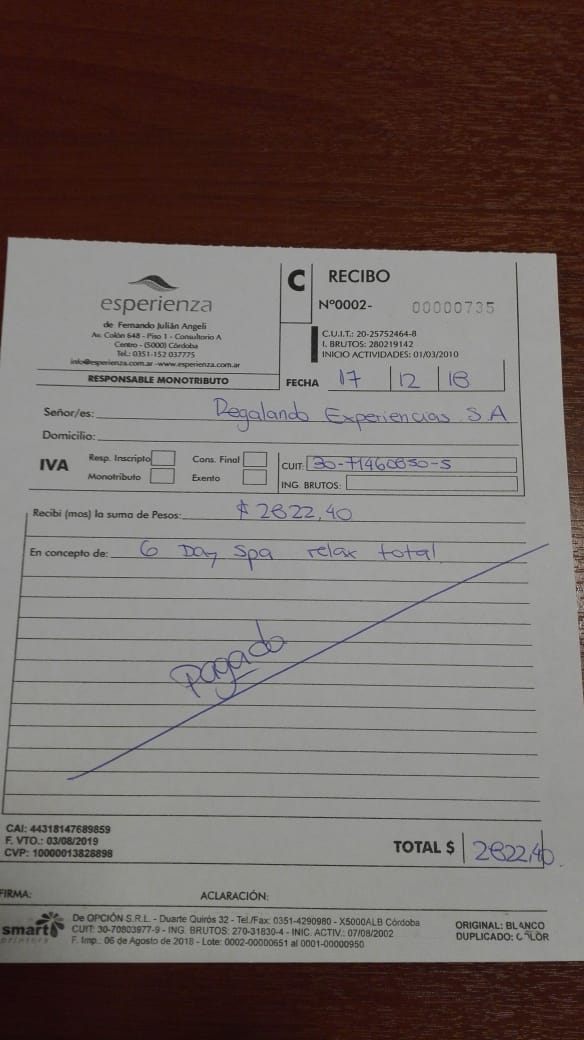 esperienza
de Fernando Julián Angeli
Av. Colón 648 - Piso 1 - Consultorio A
Centro - (5000) Córdoba
Tel.: 0351-152 037775
info@esperienza.com.ar -www.esperienza.com.ar
RESPONSABLE MONOTRIBUTO
C
RECIBO
Nº0002- 00000735
C.U.I.T.: 20-25752464-8
I. BRUTOS: 280219142
INICIO ACTIVIDADES: 01/03/2010
FECHA 17 12 18
Señor/es: Regalando Experiencias S.A
Domicilio:
IVA
Resp. Inscripto
Cons. Final
Monotributo
Exento
CUIT: 30-71460850-5
ING. BRUTOS:
Recibí (mos) la suma de Pesos: $ 2822,40
En concepto de: 6 Day Spa relax total
Pagado
CAI: 44318147689859
F. VTO.: 03/08/2019
CVP: 10000013828898
TOTAL $ 2822,40
FIRMA:
ACLARACIÓN:
smart
printery
De OPCIÓN S.R.L. - Duarte Quirós 32 - Tel./Fax: 0351-4290980 - X5000ALB Córdoba
CUIT: 30-70803977-9 - ING. BRUTOS: 270-31830-4 - INIC. ACTIV.: 07/08/2002
F. Imp.: 06 de Agosto de 2018 - Lote: 0002-00000651 al 0001-00000950
ORIGINAL: BLANCO
DUPLICADO: COLOR